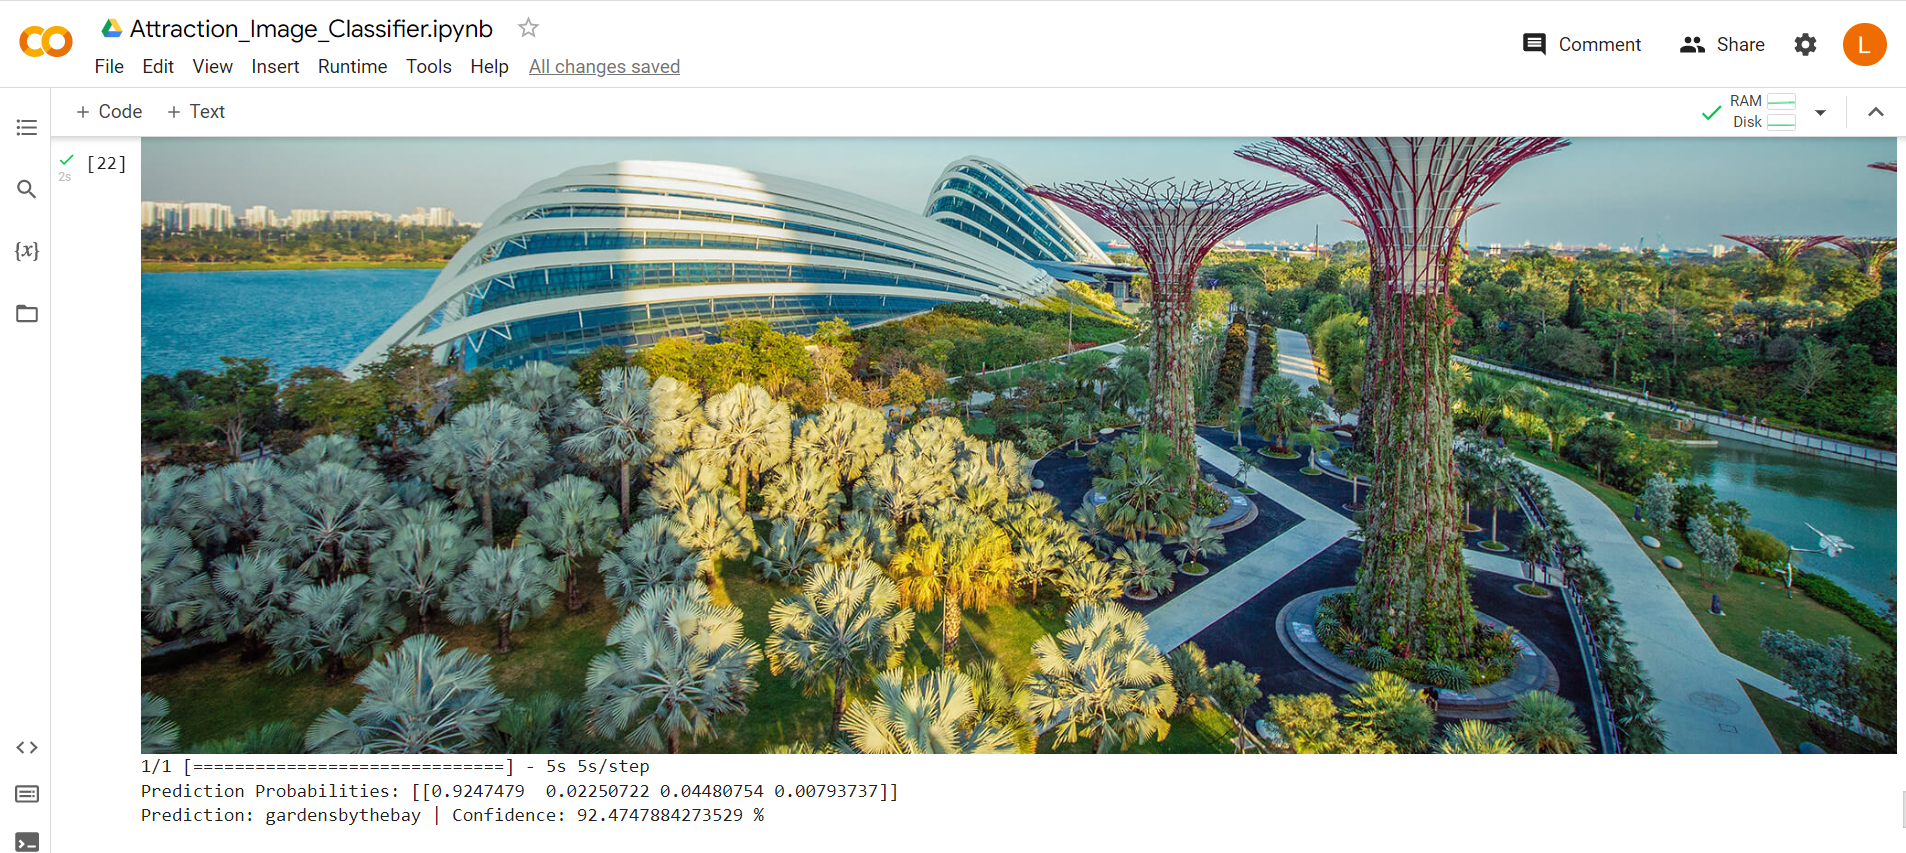 Attraction_Image_Classifier.ipynb
File Edit View Insert Runtime Tools Help All changes saved
Comment Share L
+ Code + Text
RAM
Disk
{x}
[22]
2s
1/1 [==============================] - 5s 5s/step
Prediction Probabilities: [[0.9247479  0.02250722 0.04480754 0.00793737]]
Prediction: gardensbythebay | Confidence: 92.4747884273529 %